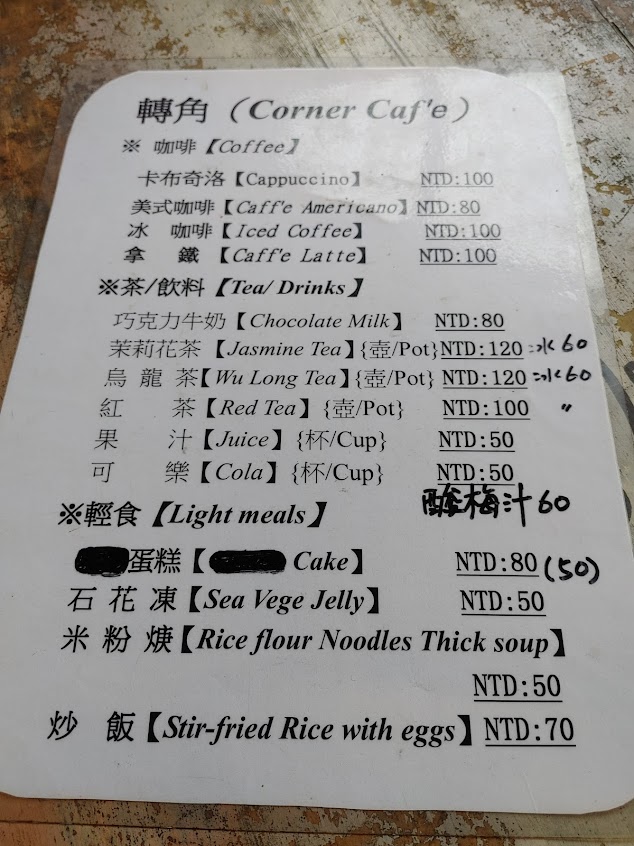 轉角（Corner Caf'e）
※ 咖啡【Coffee】
卡布奇洛【Cappuccino】 NTD:100
美式咖啡【Caff'e Americano】NTD:80
冰 咖啡【Iced Coffee】 NTD:100
拿 鐵【Caff'e Latte】 NTD:100
※茶/飲料【Tea/ Drinks】
巧克力牛奶【Chocolate Milk】 NTD:80
茉莉花茶【Jasmine Tea】{壺/Pot}NTD:120 冰60
烏 龍 茶【Wu Long Tea】{壺/Pot}NTD:120 冰60
紅 茶【Red Tea】{壺/Pot} NTD:100 〃
果 汁【Juice】{杯/Cup} NTD:50
可 樂【Cola】{杯/Cup} NTD:50
酸梅汁60
※輕食【Light meals】
蛋糕【 Cake】 NTD:80(50)
石 花 凍【Sea Vege Jelly】 NTD:50
米 粉 焿【Rice flour Noodles Thick soup】
NTD:50
炒 飯【Stir-fried Rice with eggs】NTD:70